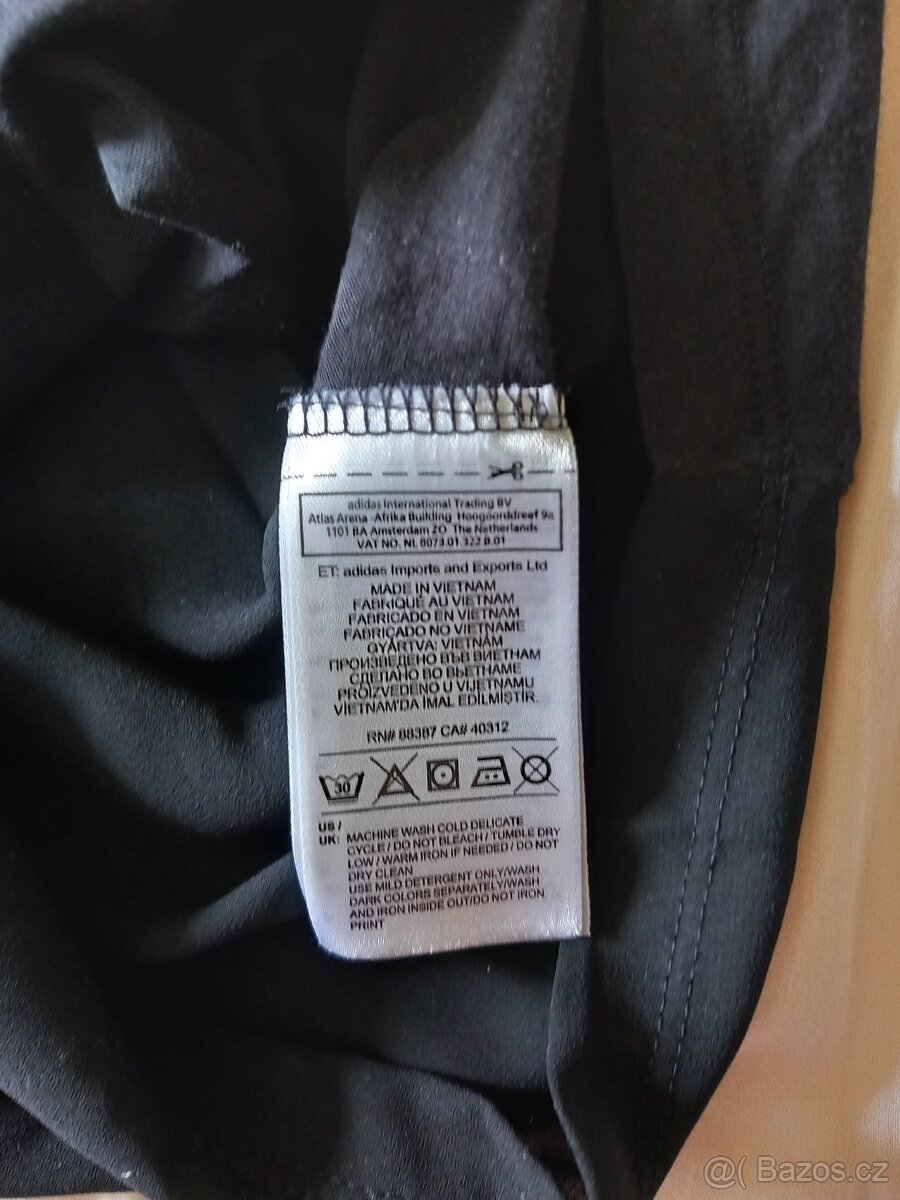 adidas International Trading BV
Atlas Arena -Afrika Building Hoogoorddreef 9a
1101 BA Amsterdam ZO The Netherlands
VAT NO. NL 8073.01.322.B.01
ET: adidas Imports and Exports Ltd
MADE IN VIETNAM
FABRIQUÉ AU VIETNAM
FABRICADO EN VIETNAM
FABRICADO NO VIETNAME
GYÁRTVA: VIETNAM
ПРОИЗВЕДЕНО ВЪВ ВИЕТНАМ
СДЕЛАНО ВО ВЬЕТНАМЕ
PROIZVEDENO U VIJETNAMU
VİETNAM'DA İMAL EDİLMİŞTİR.
RN# 88387 CA# 40312
30
US / UK: MACHINE WASH COLD DELICATE
CYCLE / DO NOT BLEACH / TUMBLE DRY
LOW / WARM IRON IF NEEDED / DO NOT
DRY CLEAN
USE MILD DETERGENT ONLY/WASH
DARK COLORS SEPARATELY/WASH
AND IRON INSIDE OUT/DO NOT IRON
PRINT
@( Bazos.cz